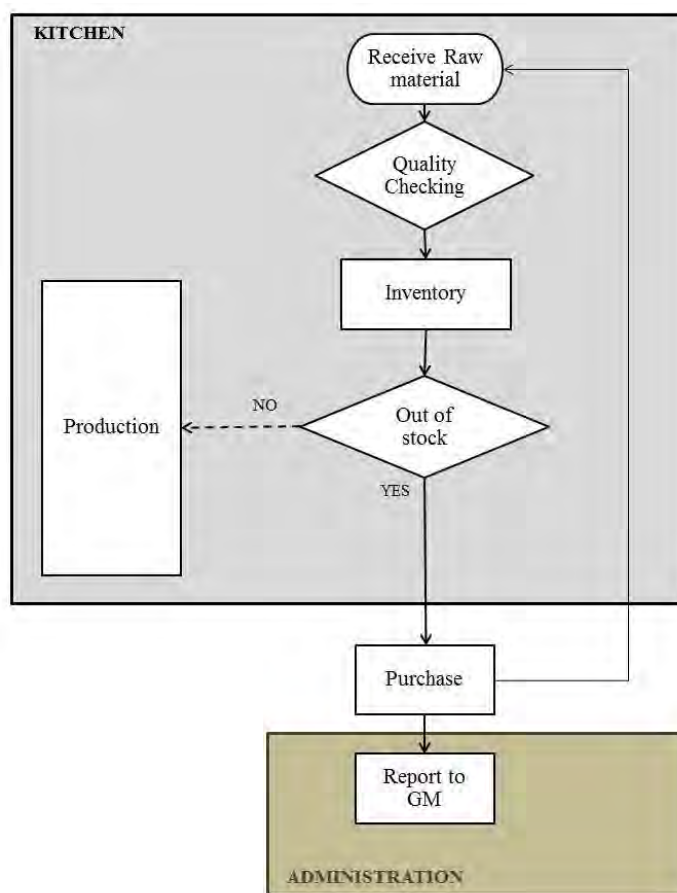 KITCHEN
Receive Raw
material
Quality
Checking
Inventory
Production
NO
Out of
stock
YES
Purchase
Report to
GM
ADMINISTRATION